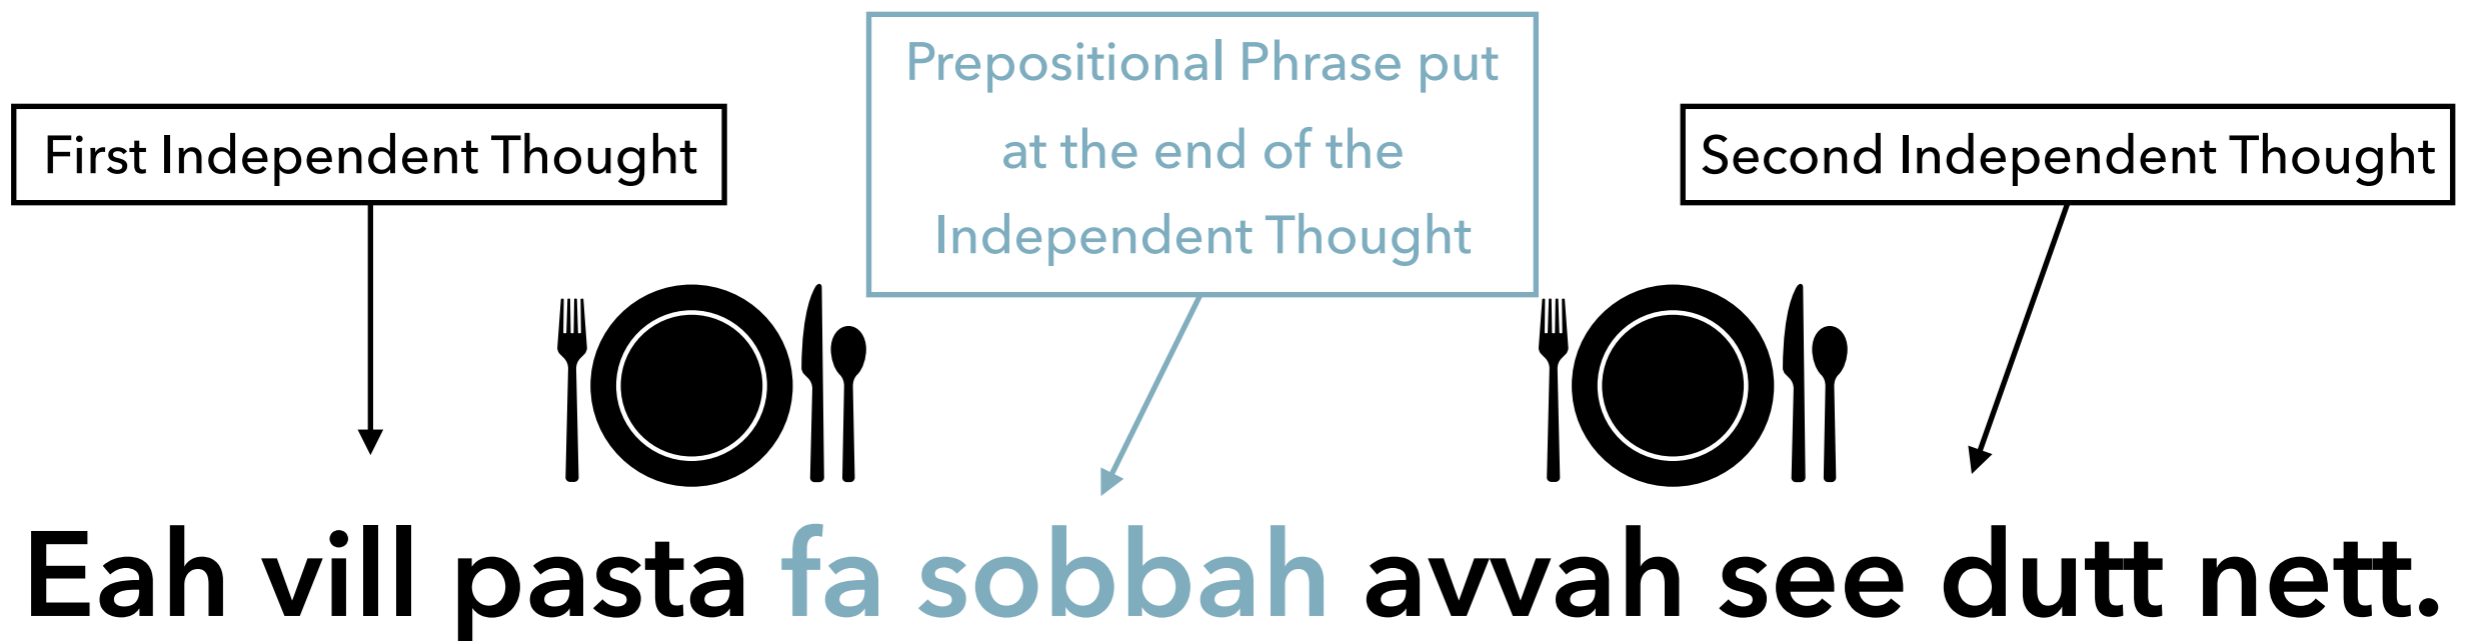 First Independent Thought
Prepositional Phrase put
at the end of the
Independent Thought
Second Independent Thought
Eah vill pasta fa sobbah avvah see dutt nett.